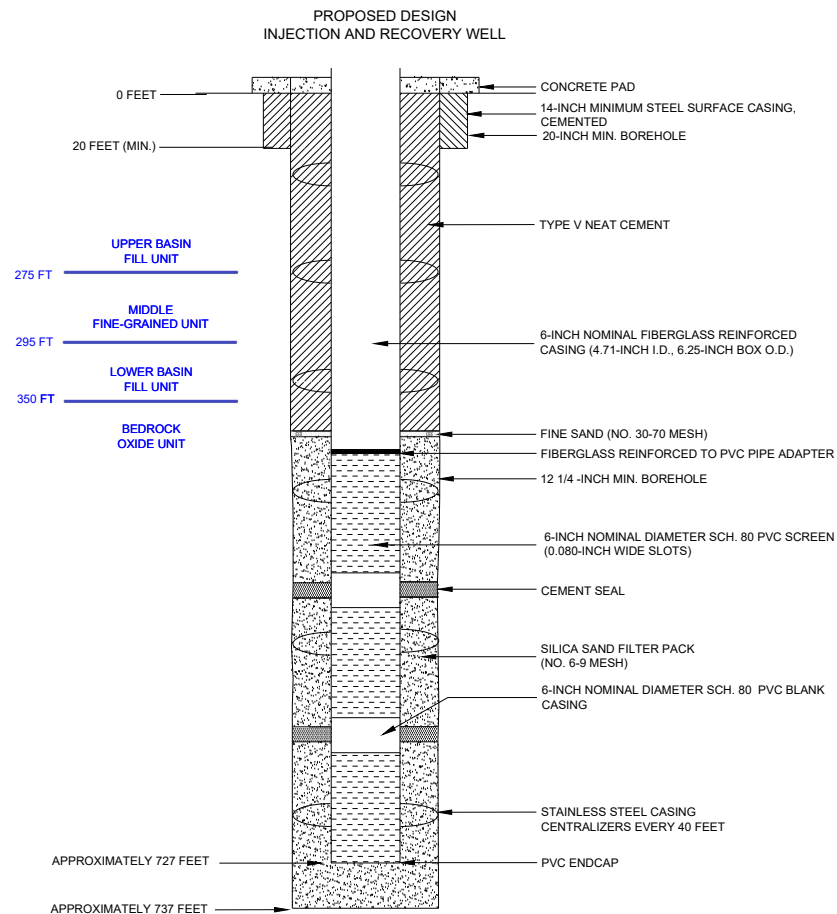 PROPOSED DESIGN
INJECTION AND RECOVERY WELL
CONCRETE PAD
0 FEET
14-INCH MINIMUM STEEL SURFACE CASING,
CEMENTED
20-INCH MIN. BOREHOLE
20 FEET (MIN.)
TYPE V NEAT CEMENT
UPPER BASIN
FILL UNIT
275 FT
MIDDLE
FINE-GRAINED UNIT
295 FT
6-INCH NOMINAL FIBERGLASS REINFORCED
CASING (4.71-INCH I.D., 6.25-INCH BOX O.D.)
LOWER BASIN
FILL UNIT
350 FT
BEDROCK
OXIDE UNIT
FINE SAND (NO. 30-70 MESH)
FIBERGLASS REINFORCED TO PVC PIPE ADAPTER
12 1/4 -INCH MIN. BOREHOLE
6-INCH NOMINAL DIAMETER SCH. 80 PVC SCREEN
(0.080-INCH WIDE SLOTS)
CEMENT SEAL
SILICA SAND FILTER PACK
(NO. 6-9 MESH)
6-INCH NOMINAL DIAMETER SCH. 80 PVC BLANK
CASING
STAINLESS STEEL CASING
CENTRALIZERS EVERY 40 FEET
APPROXIMATELY 727 FEET
PVC ENDCAP
APPROXIMATELY 737 FEET